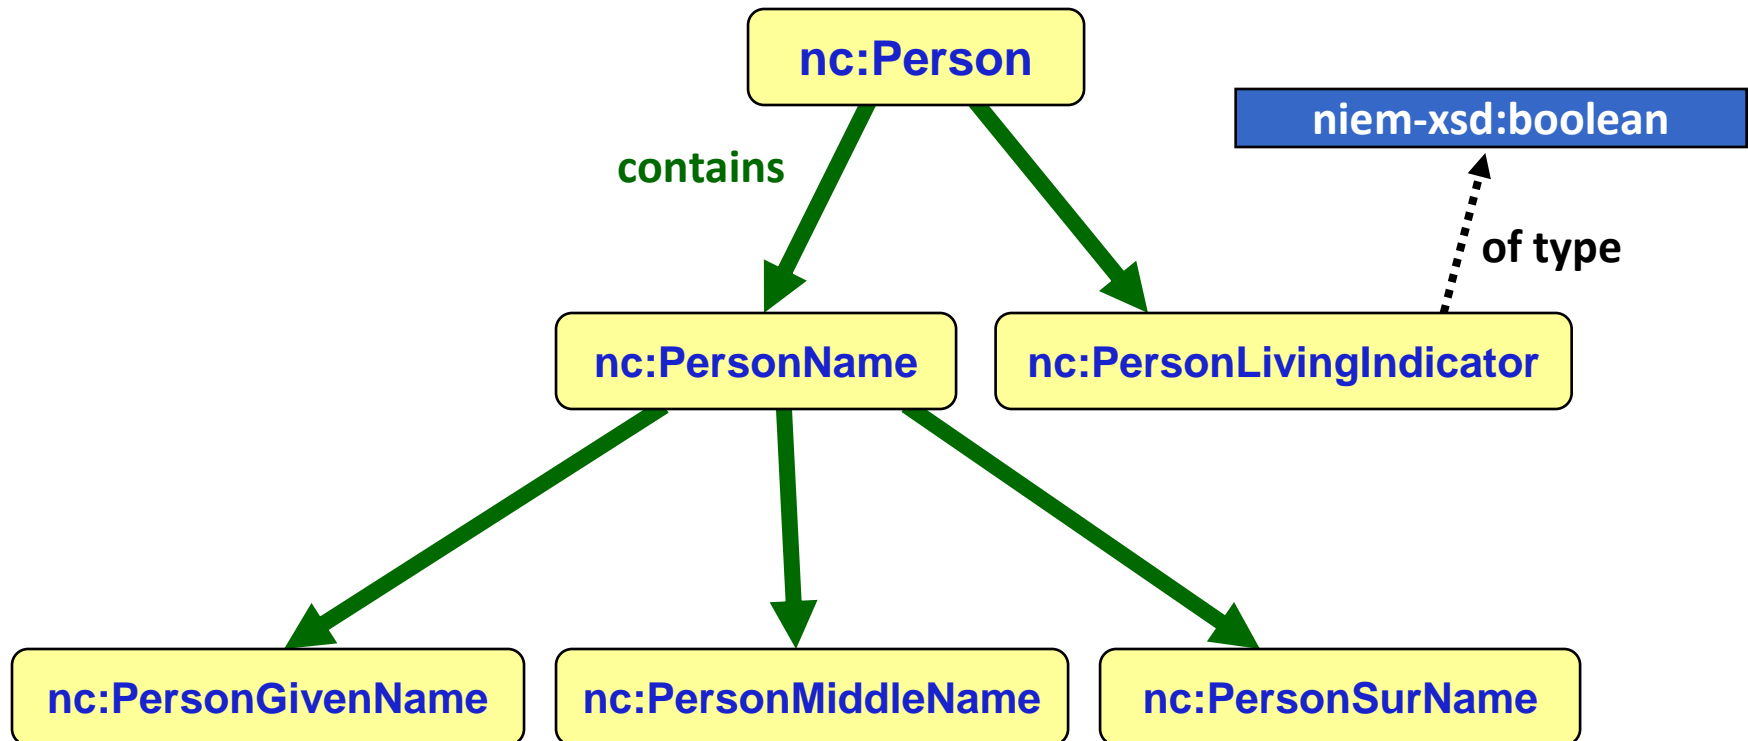 nc:Person
niem-xsd:boolean
contains
of type
nc:PersonName
nc:PersonLivingIndicator
nc:PersonGivenName
nc:PersonMiddleName
nc:PersonSurName